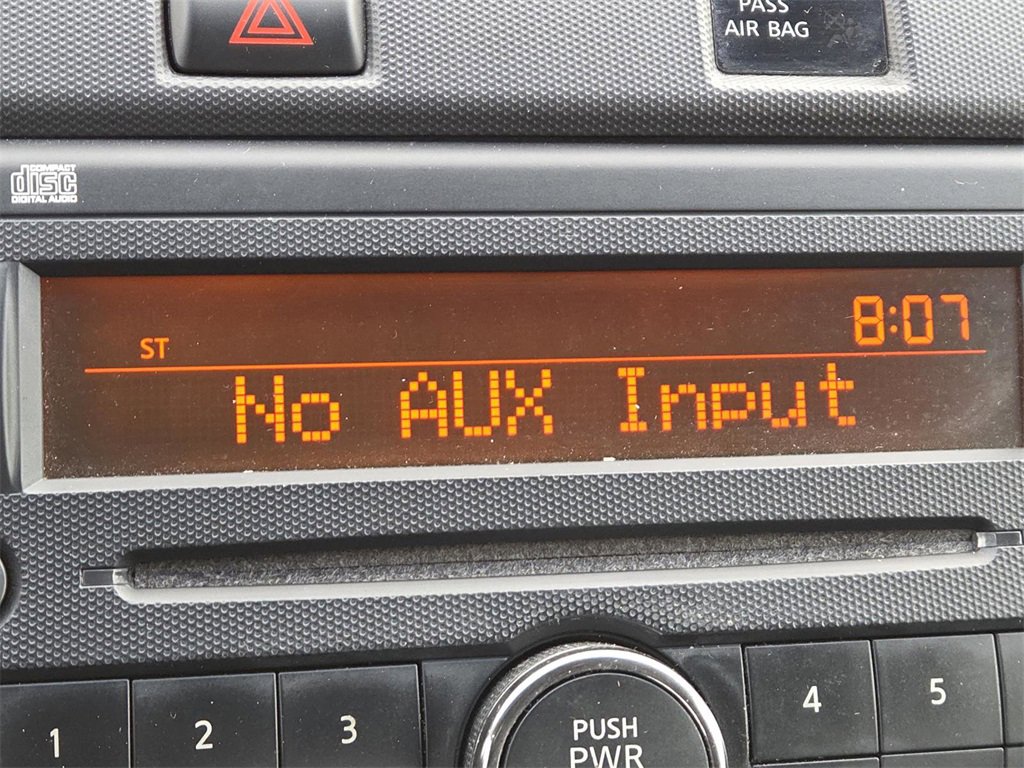 PASS
AIR BAG
COMPACT
disc
DIGITAL AUDIO
8:07
ST
No AUX Input
1
2
3
PUSH
PWR
4
5